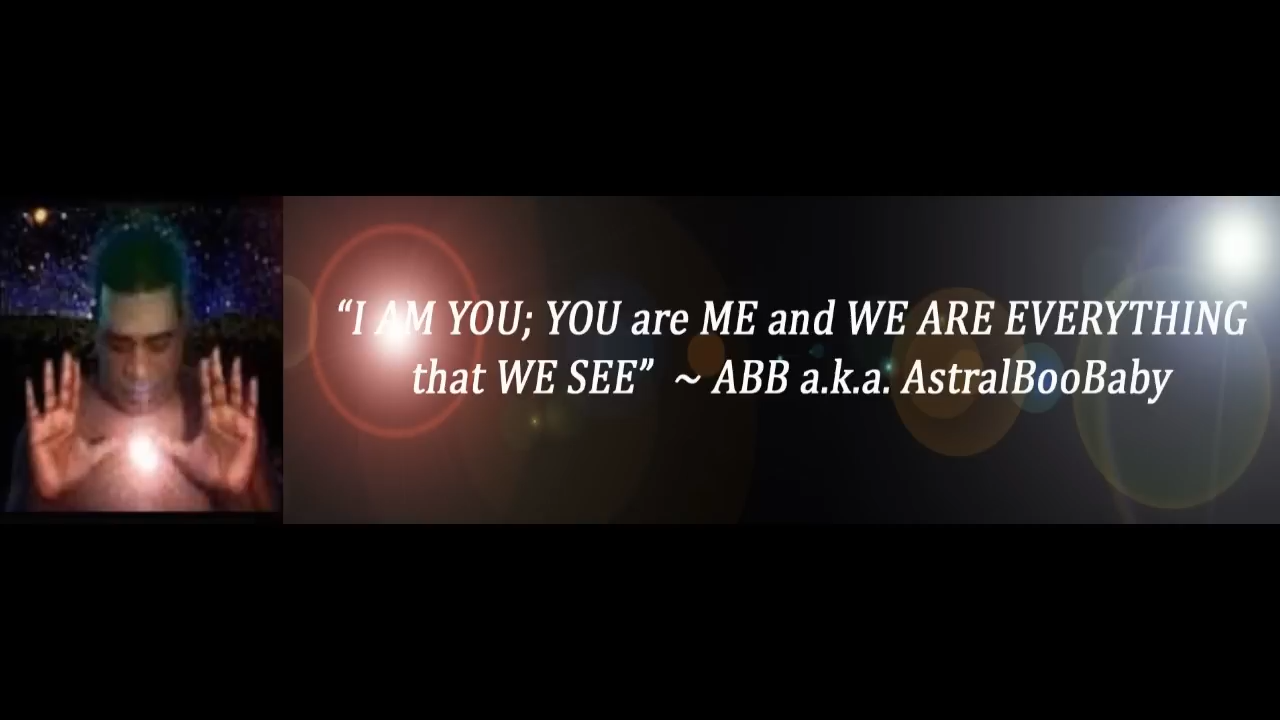 “I AM YOU; YOU are ME and WE ARE EVERYTHING
that WE SEE” ~ ABB a.k.a. AstralBooBaby